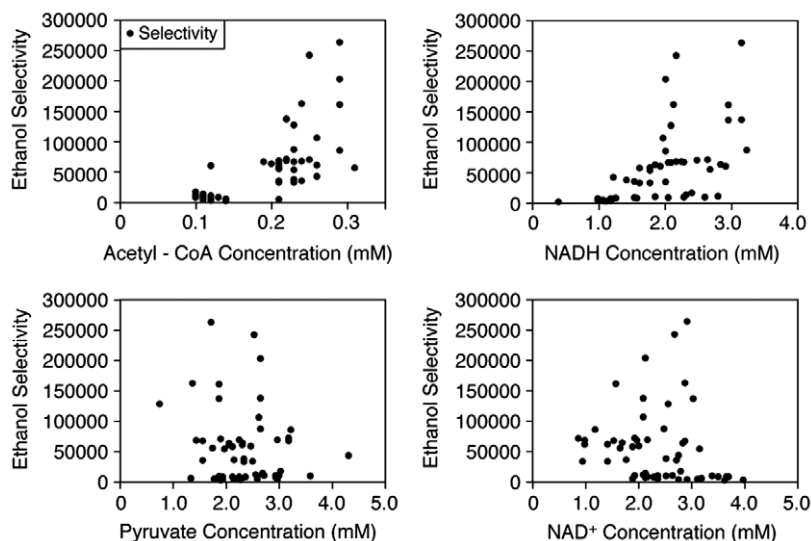 300000
250000
200000
150000
100000
50000
0
Ethanol Selectivity
Selectivity
0 0.1 0.2 0.3
Acetyl - CoA Concentration (mM)
300000
250000
200000
150000
100000
50000
0
Ethanol Selectivity
0 1.0 2.0 3.0 4.0
NADH Concentration (mM)
300000
250000
200000
150000
100000
50000
0
Ethanol Selectivity
0 1.0 2.0 3.0 4.0 5.0
Pyruvate Concentration (mM)
300000
250000
200000
150000
100000
50000
0
Ethanol Selectivity
0 1.0 2.0 3.0 4.0 5.0
NAD⁺ Concentration (mM)